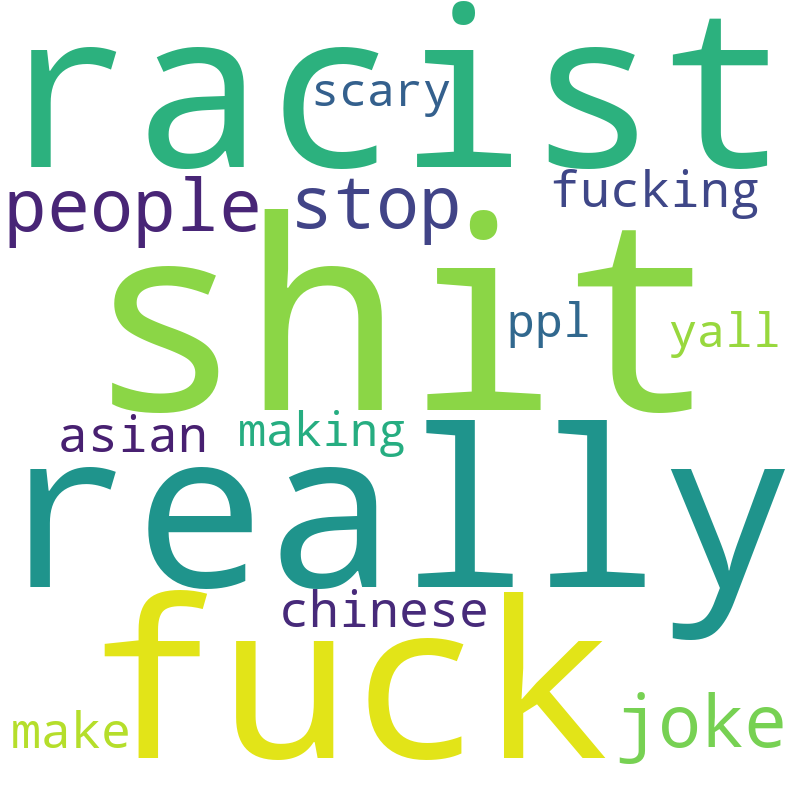 racist
scary
people stop fucking
shit
ppl
yall
asian making
really
chinese
fuck
make joke